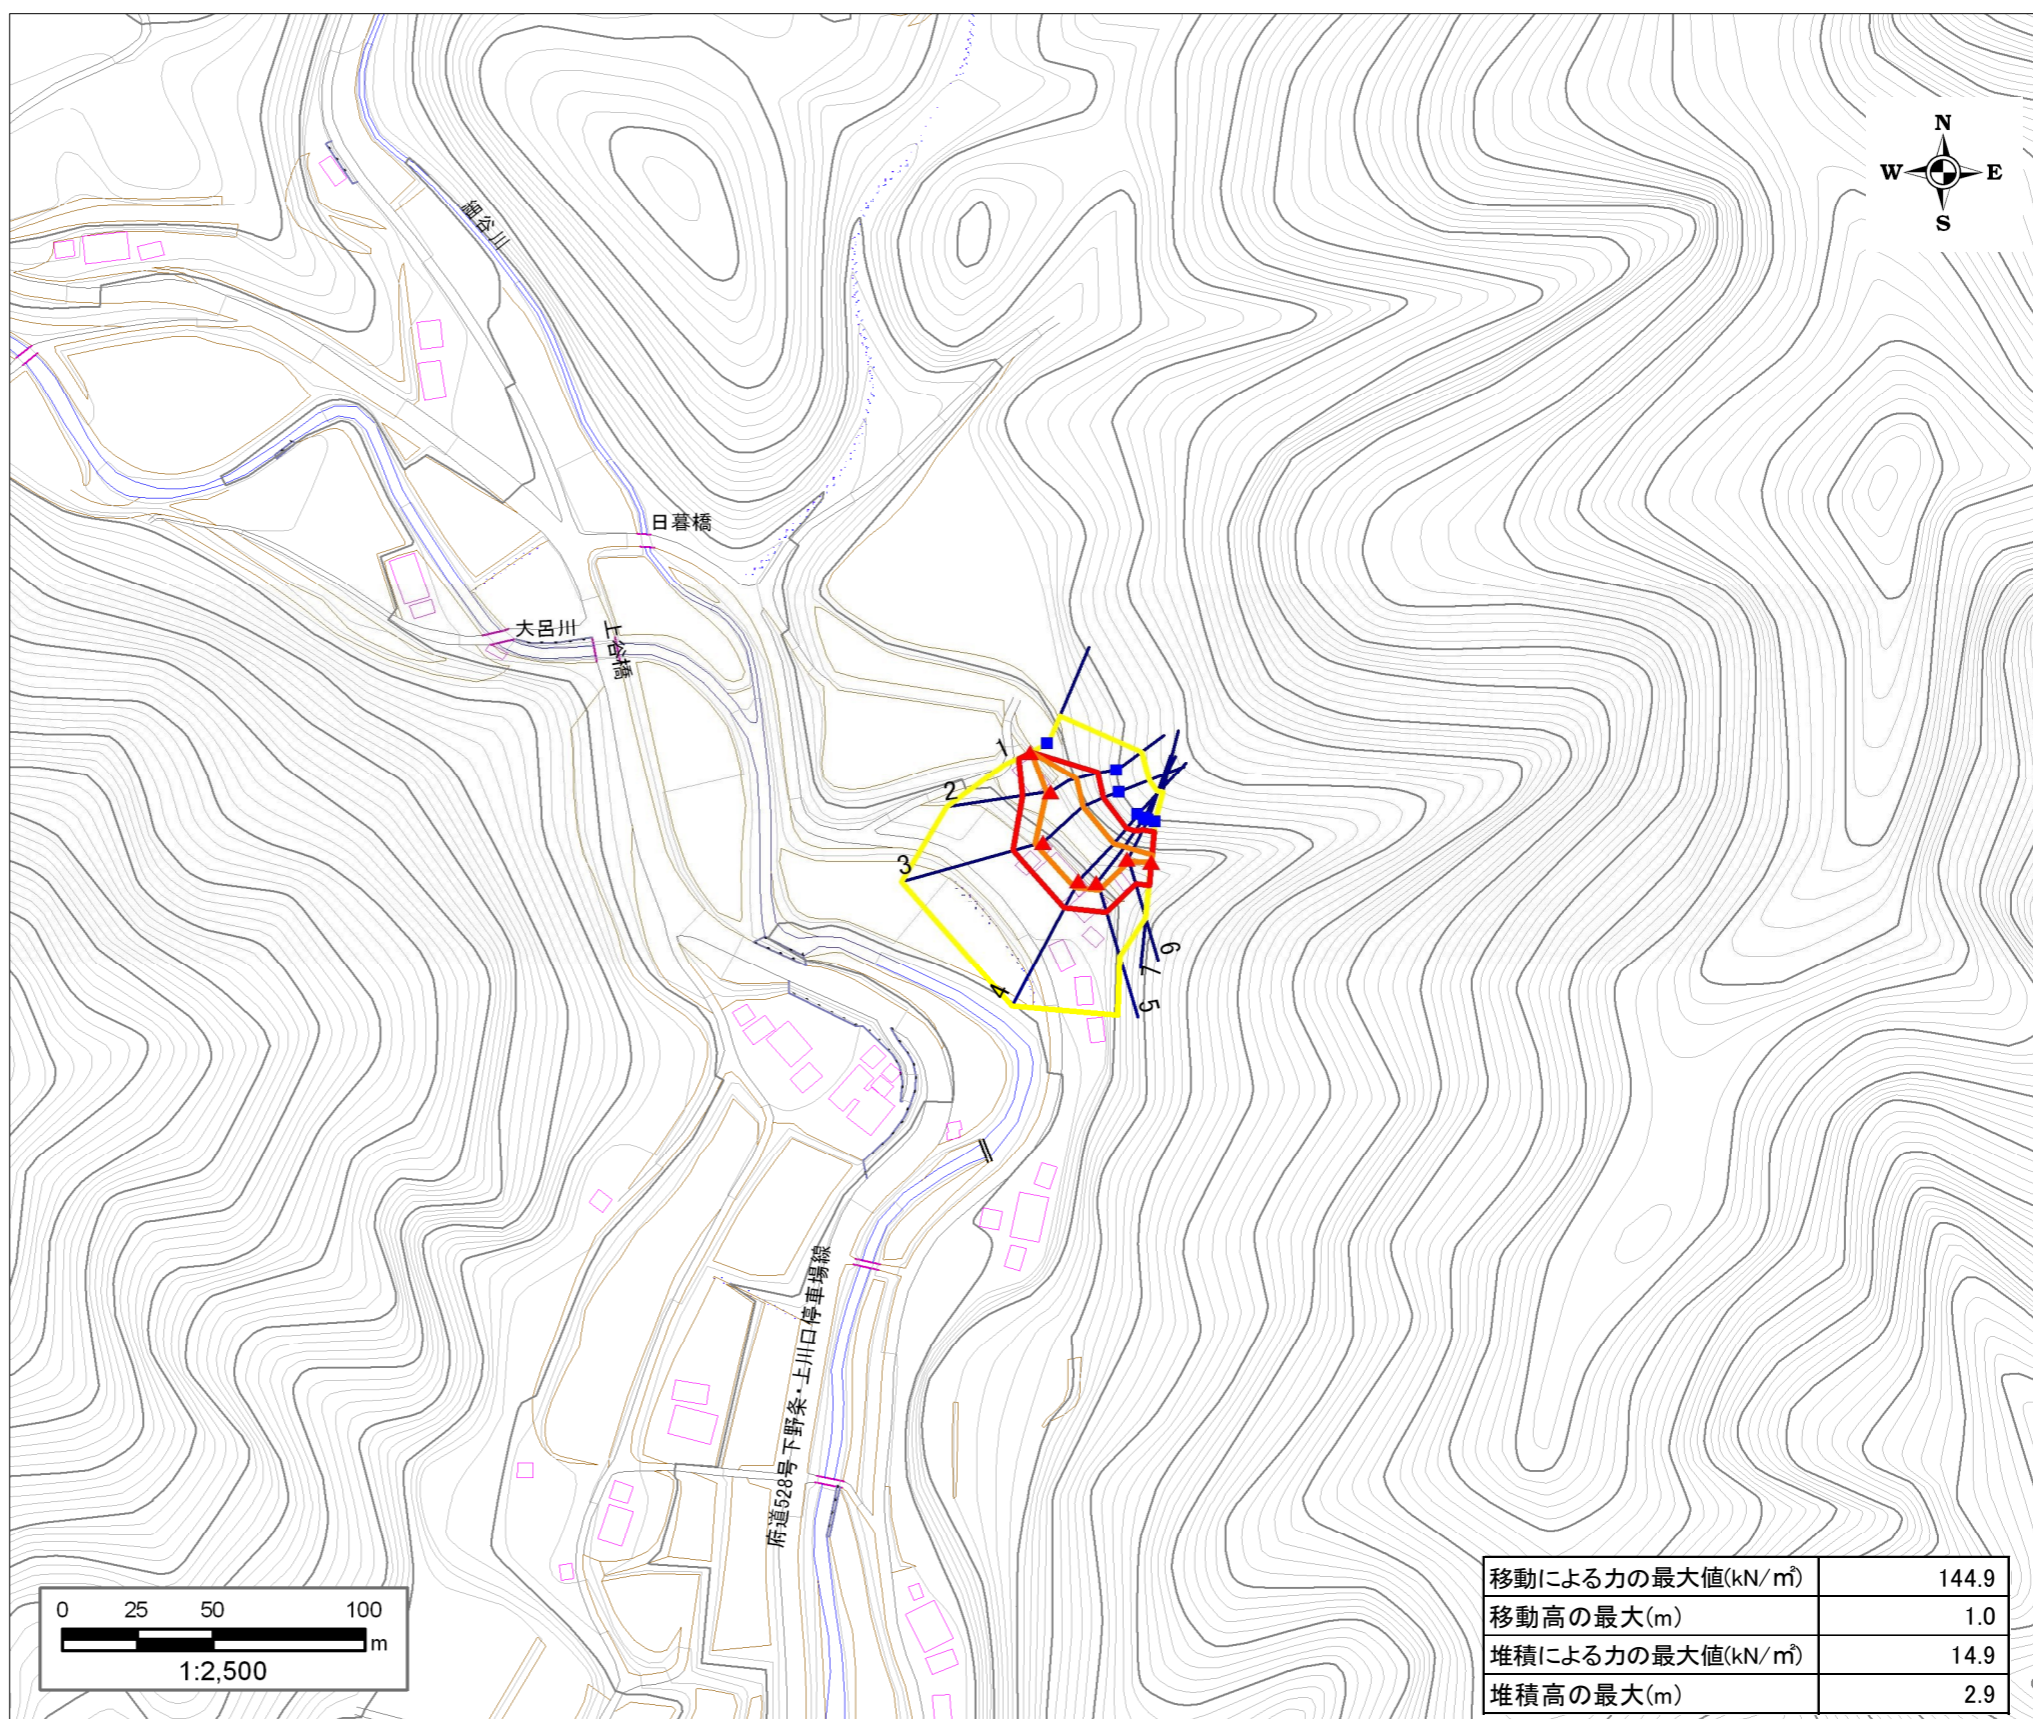 N
W E
S
細谷川
日暮橋
大呂川
上谷橋
1
2
3
4
6
7
5
府道528号下野条・上川口停車場線
0 25 50 100
m
1:2,500
移動による力の最大値(kN/㎡) 144.9
移動高の最大(m) 1.0
堆積による力の最大値(kN/㎡) 14.9
堆積高の最大(m) 2.9